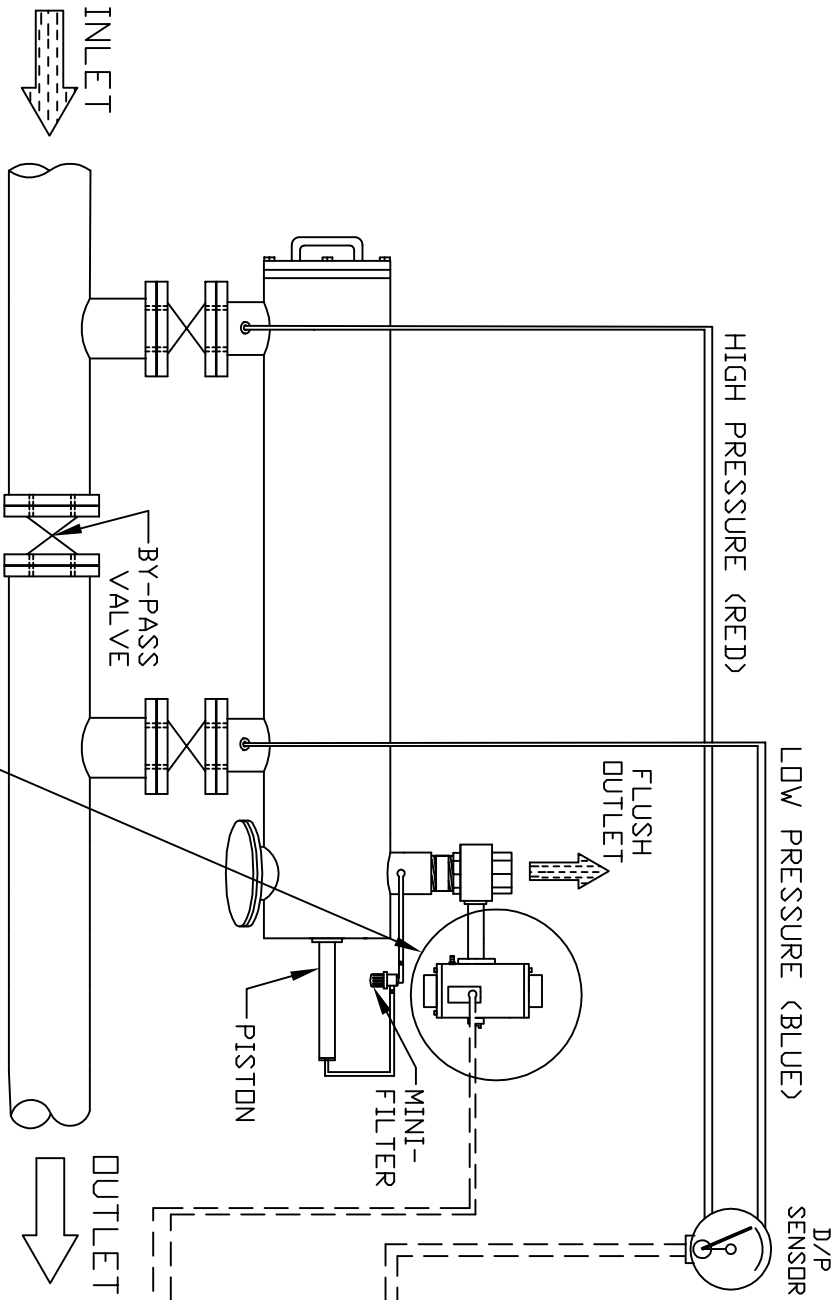 INLET
HIGH PRESSURE (RED)
BY-PASS
VALVE
LOW PRESSURE (BLUE)
FLUSH
OUTLET
MINI-
FILTER
PISTON
D/P
SENSOR
OUTLET